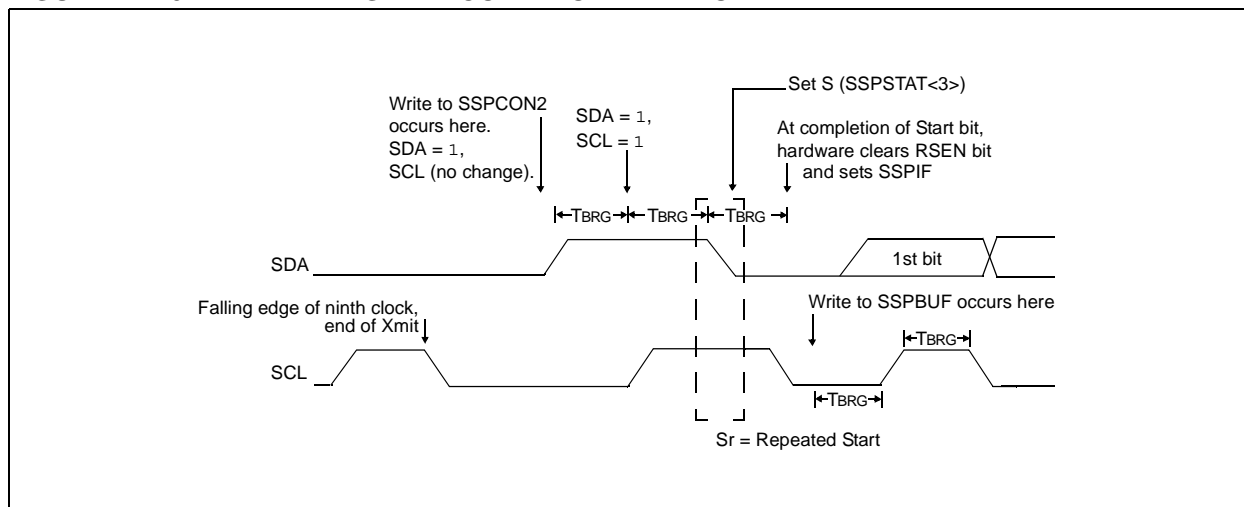 Set S (SSPSTAT<3>)
Write to SSPCON2
occurs here.
SDA = 1,
SCL (no change).
SDA = 1,
SCL = 1
At completion of Start bit,
hardware clears RSEN bit
and sets SSPIF
TBRG TBRG TBRG
SDA
1st bit
Falling edge of ninth clock,
end of Xmit
Write to SSPBUF occurs here
TBRG
SCL
TBRG
Sr = Repeated Start